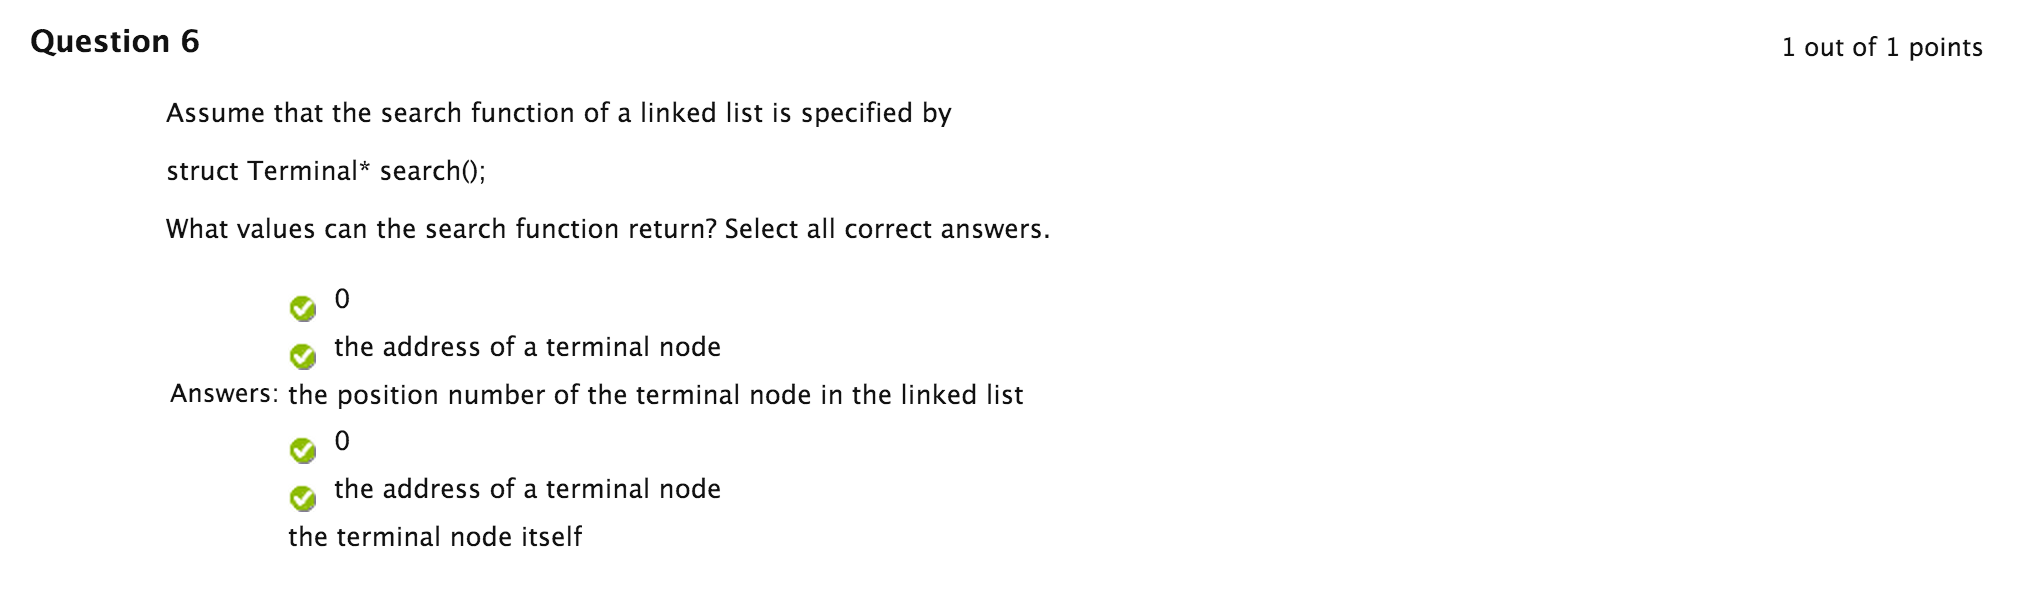 Question 6
1 out of 1 points
Assume that the search function of a linked list is specified by
struct Terminal* search();
What values can the search function return? Select all correct answers.
0
the address of a terminal node
Answers: the position number of the terminal node in the linked list
0
the address of a terminal node
the terminal node itself